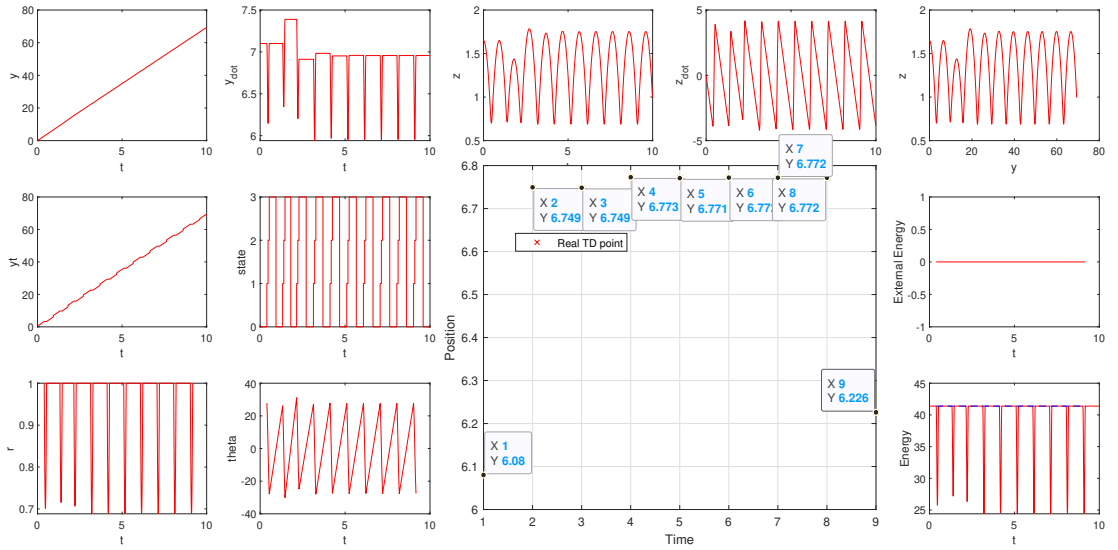 80
60
40
20
0
y
0
5
10
t
7.5
7
6.5
6
y_dot
0
5
10
t
2
1.5
1
0.5
z
0
5
10
t
5
0
-5
z_dot
0
5
10
2
1.5
1
0.5
z
0
20
40
60
80
y
80
60
40
20
0
yt
0
5
10
t
3
2
1
0
state
0
5
10
t
6.8
6.7
6.6
6.5
6.4
6.3
6.2
6.1
6
Position
X 7
Y 6.772
X 2
Y 6.749
X 3
Y 6.749
X 4
Y 6.773
X 5
Y 6.771
X 6
X 8
Y 6.772
Real TD point
X 9
Y 6.226
X 1
Y 6.08
1
2
3
4
5
6
7
8
9
Time
1
0.5
0
-0.5
-1
External Energy
0
5
10
t
1
0.9
0.8
0.7
r
0
5
10
t
40
20
0
-20
-40
theta
0
5
10
t
45
40
35
30
25
Energy
0
5
10
t